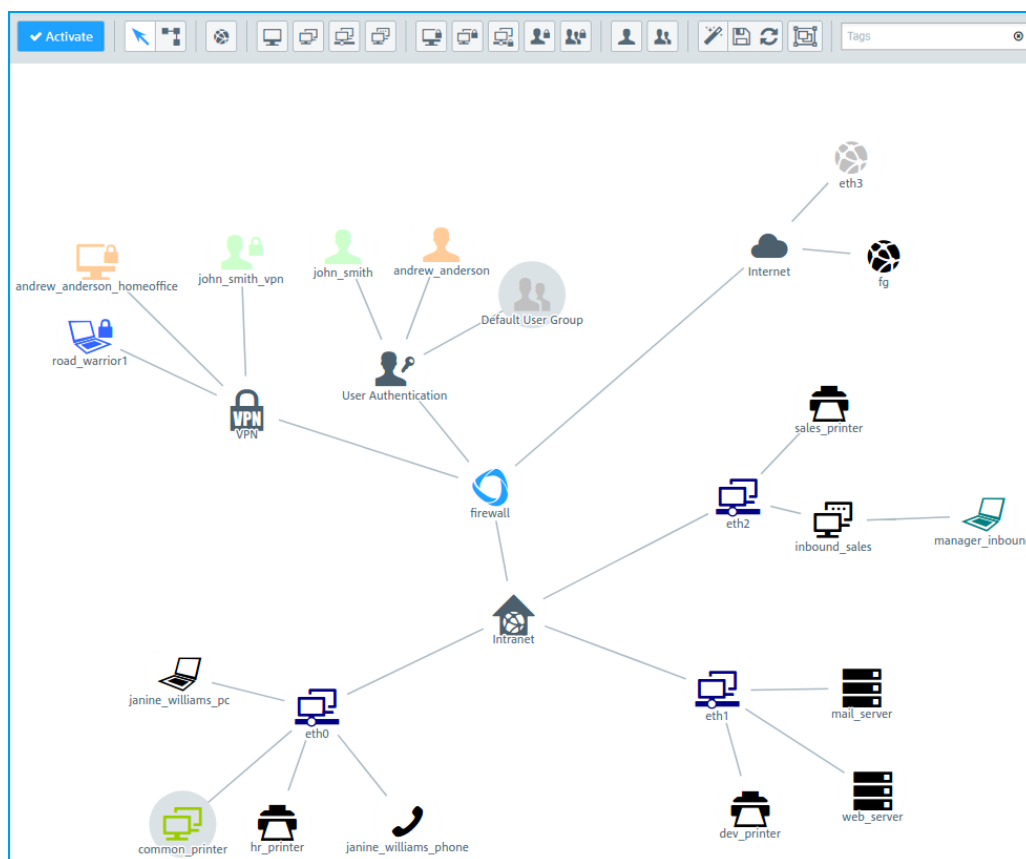 Activate
Tags
eth3
Internet
fg
andrew_anderson_homeoffice
john_smith_vpn
john_smith
andrew_anderson
Default User Group
road_warrior1
User Authentication
VPN
VPN
sales_printer
firewall
eth2
inbound_sales
manager_inbound
Intranet
janine_williams_pc
eth0
eth1
mail_server
common_printer
hr_printer
janine_williams_phone
dev_printer
web_server